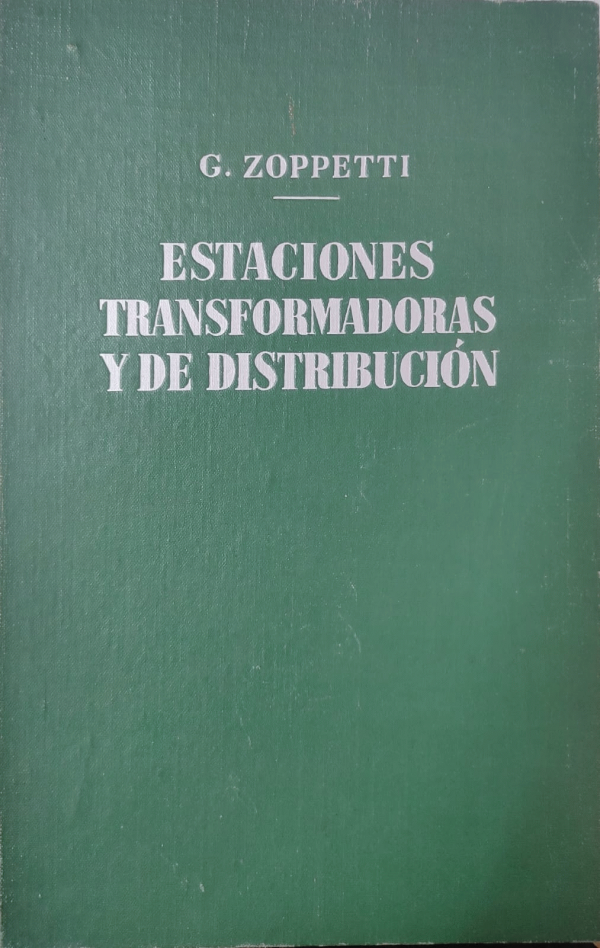 G. ZOPPETTI
ESTACIONES
TRANSFORMADORAS
Y DE DISTRIBUCIÓN